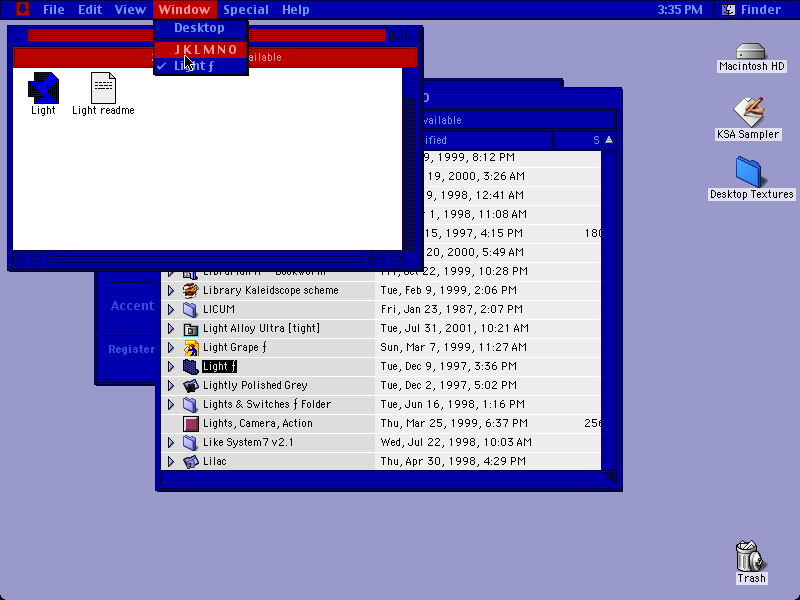 File Edit View Window Special Help 3:35 PM Finder
Desktop
J K L M N O
✓ Light ƒ
ailable
Light
Light readme
Macintosh HD
KSA Sampler
Desktop Textures
Trash
O
vailable
ified S
9, 1999, 8:12 PM
19, 2000, 3:26 AM
9, 1998, 12:41 AM
1, 1998, 11:08 AM
15, 1997, 4:15 PM 180
20, 2000, 5:49 AM
Librarian II - Bookworm Fri, Oct 22, 1999, 10:28 PM
Library Kaleidscope scheme Tue, Feb 9, 1999, 2:06 PM
LICUM Fri, Jan 23, 1987, 2:07 PM
Light Alloy Ultra [tight] Tue, Jul 31, 2001, 10:21 AM
Light Grape ƒ Sun, Mar 7, 1999, 11:27 AM
Light ƒ Tue, Dec 9, 1997, 3:36 PM
Lightly Polished Grey Tue, Dec 2, 1997, 5:02 PM
Lights & Switches ƒ Folder Tue, Jun 16, 1998, 1:16 PM
Lights, Camera, Action Thu, Mar 25, 1999, 6:37 PM 256
Like System7 v2.1 Wed, Jul 22, 1998, 10:03 AM
Lilac Thu, Apr 30, 1998, 4:29 PM
Accent
Register